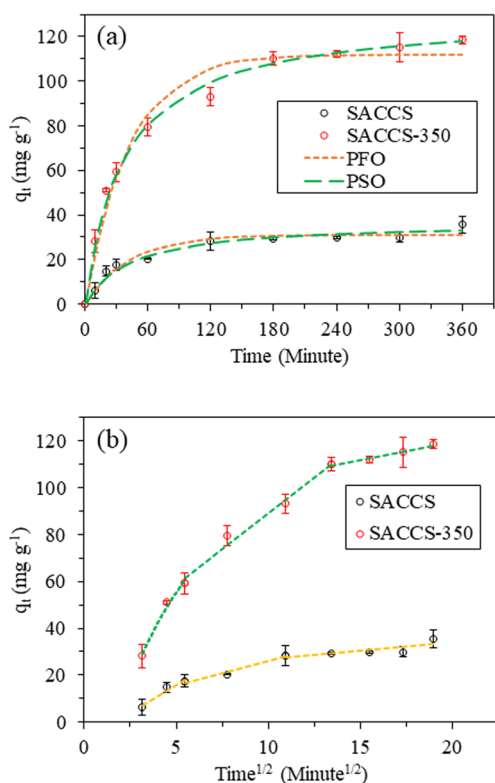 (a)
120
100
80
60
40
20
0
qt (mg g-1)
SACCS
SACCS-350
PFO
PSO
0 60 120 180 240 300 360
Time (Minute)
(b)
120
100
80
60
40
20
0
qt (mg g-1)
SACCS
SACCS-350
0 5 10 15 20
Time1/2 (Minute1/2)